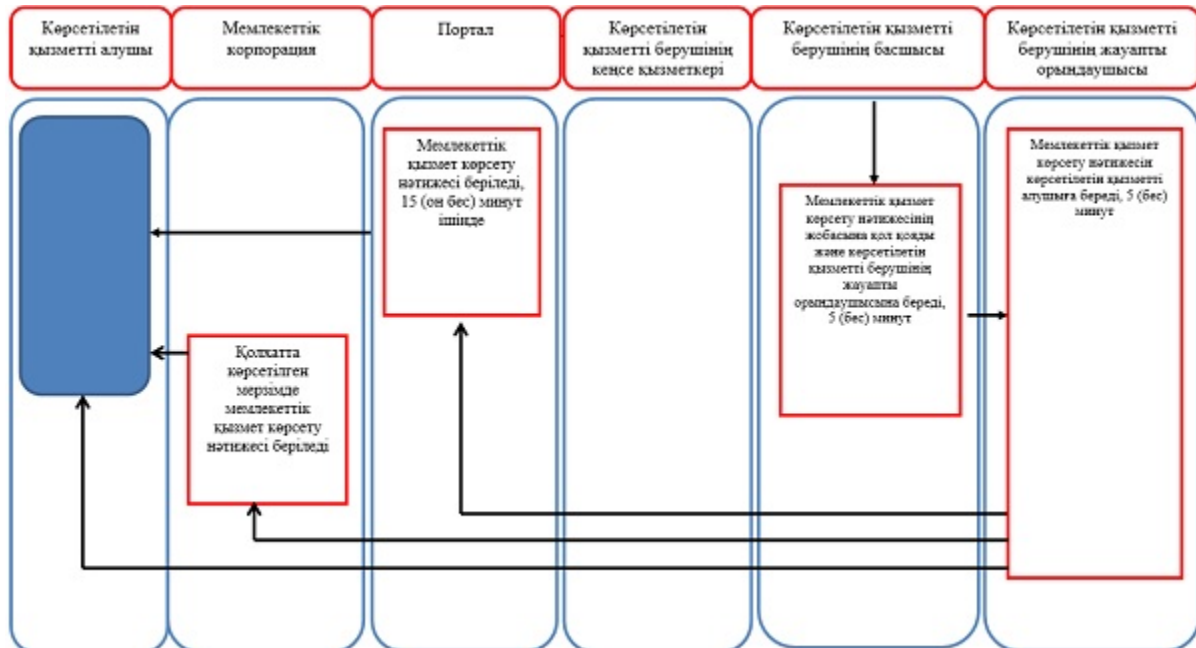 Көрсетілетін
қызметті алушы
Мемлекеттік
корпорация
Портал
Көрсетілетін
қызметті берушінің
кеңсе қызметкері
Көрсетілетін қызметті
берушінің басшысы
Көрсетілетін қызметті
берушінің жауапты
орындаушысы
Мемлекеттік
қызмет көрсету
нәтижесі беріледі,
15 (он бес) минут
ішінде
Қолхатта
көрсетілген
мерзімде
мемлекеттік
қызмет көрсету
нәтижесі беріледі
Мемлекеттік қызмет
көрсету нәтижесінің
жобасына қол қояды
және көрсетілетін
қызметті берушінің
жауапты
орындаушысына береді,
5 (бес) минут
Мемлекеттік қызмет
көрсету нәтижесін
көрсетілетін қызметті
алушыға береді, 5 (бес)
минут